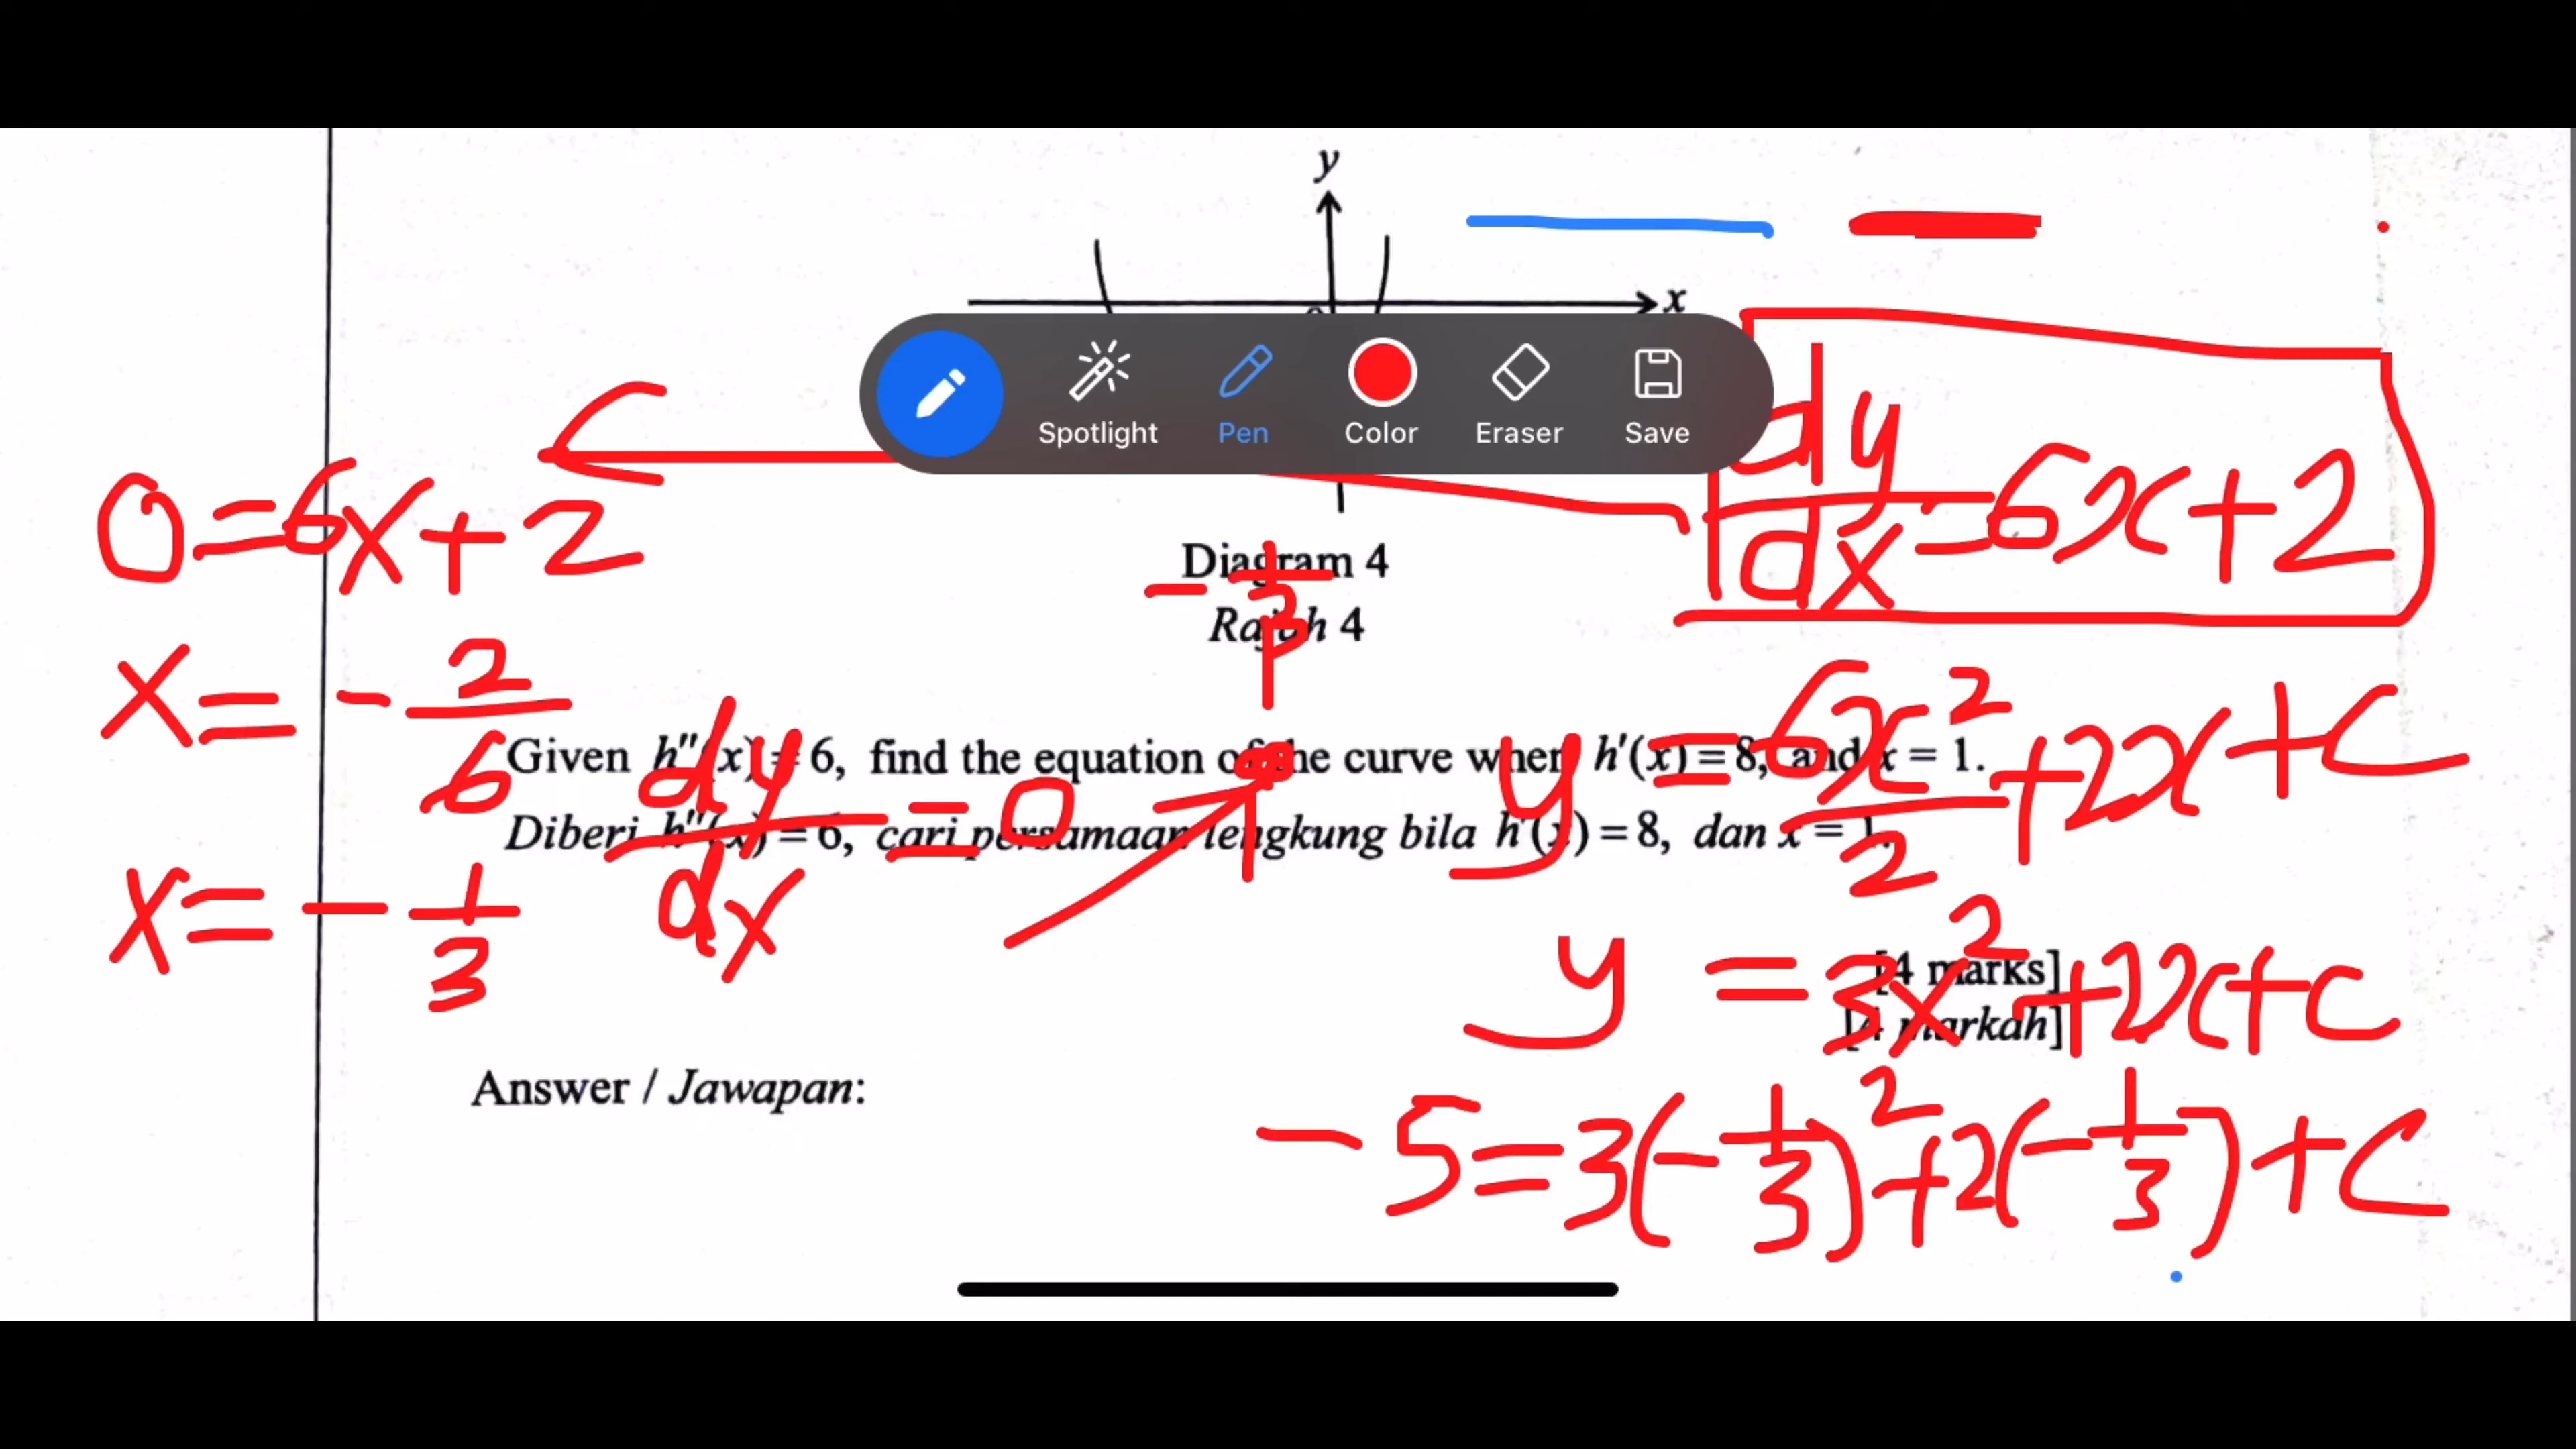 y
x
Spotlight Pen Color Eraser Save
dy/dx = 6x + 2
0 = 6x + 2
Diagram 4
Rajah 4
- 1/3
x = - 2/6
Given h″(x) = 6, find the equation of the curve when h′(x) = 8, and x = 1.
Diberi h″(x) = 6, cari persamaan lengkung bila h′(x) = 8, dan x = 1.
dy/dx = 0
y = 6x²/2 + 2x + c
x = - 1/3
[4 marks]
[4 markah]
y = 3x² + 2x + c
Answer / Jawapan:
- 5 = 3(- 1/3)² + 2(- 1/3) + c